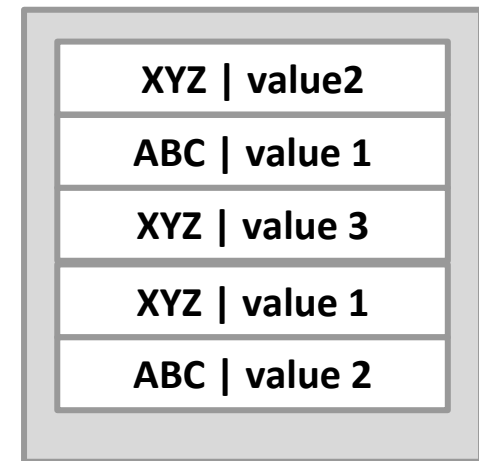 XYZ | value2
ABC | value 1
XYZ | value 3
XYZ | value 1
ABC | value 2